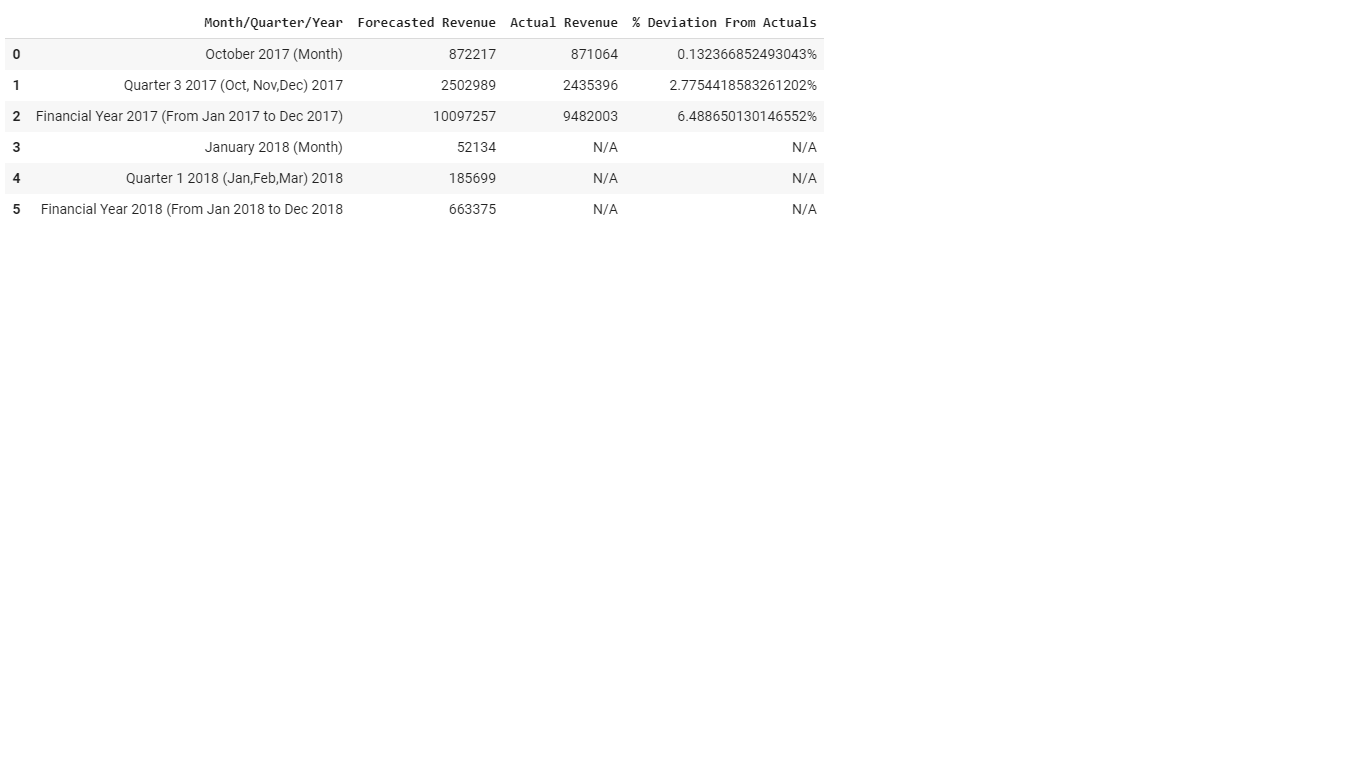 Month/Quarter/Year Forecasted Revenue Actual Revenue % Deviation From Actuals
0 October 2017 (Month) 872217 871064 0.132366852493043%
1 Quarter 3 2017 (Oct, Nov,Dec) 2017 2502989 2435396 2.7754418583261202%
2 Financial Year 2017 (From Jan 2017 to Dec 2017) 10097257 9482003 6.488650130146552%
3 January 2018 (Month) 52134 N/A N/A
4 Quarter 1 2018 (Jan,Feb,Mar) 2018 185699 N/A N/A
5 Financial Year 2018 (From Jan 2018 to Dec 2018 663375 N/A N/A